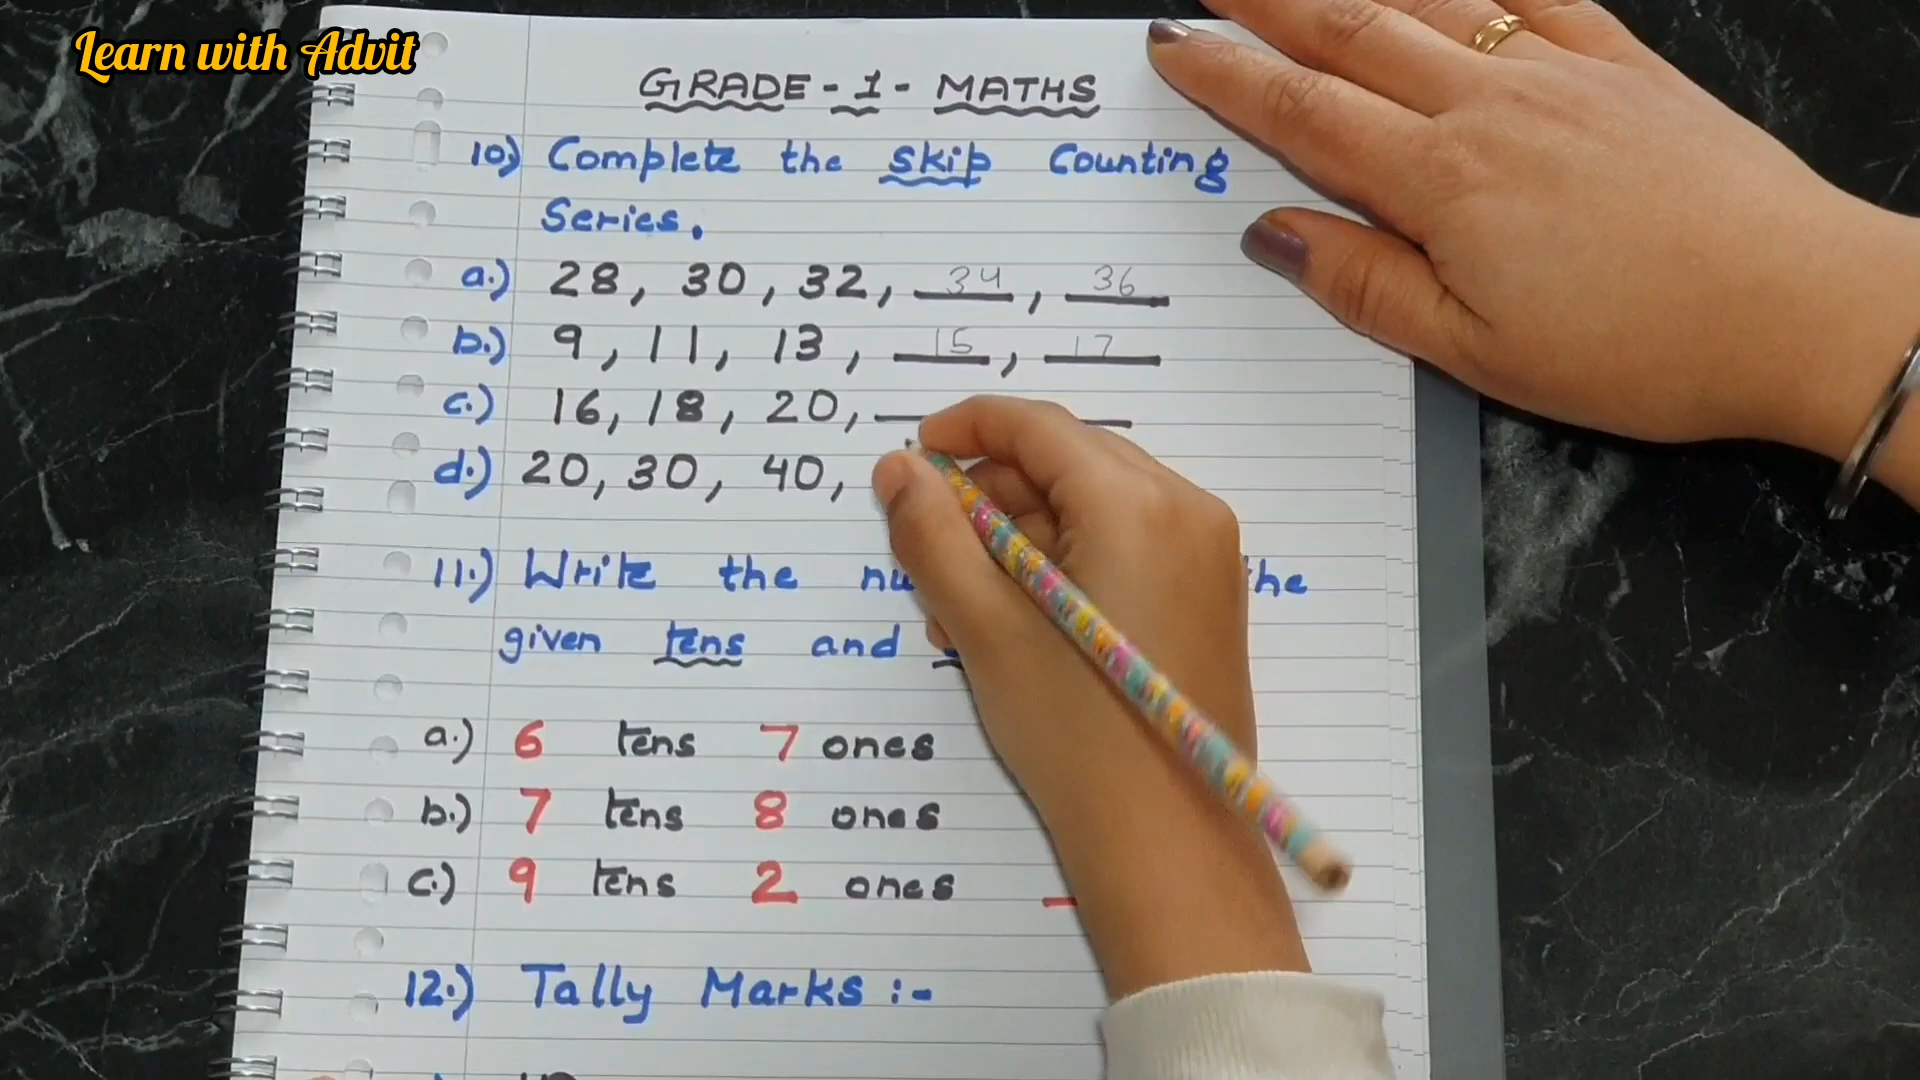 Learn with Advit
GRADE-1-MATHS
10.) Complete the skip Counting
Series.
a.) 28, 30, 32, 34, 36
b.) 9, 11, 13, 15, 17
c.) 16, 18, 20,
d.) 20, 30, 40,
11.) Write the
given tens and
a.) 6 tens 7 ones
b.) 7 tens 8 ones
c.) 9 tens 2 ones
12.) Tally Marks :-